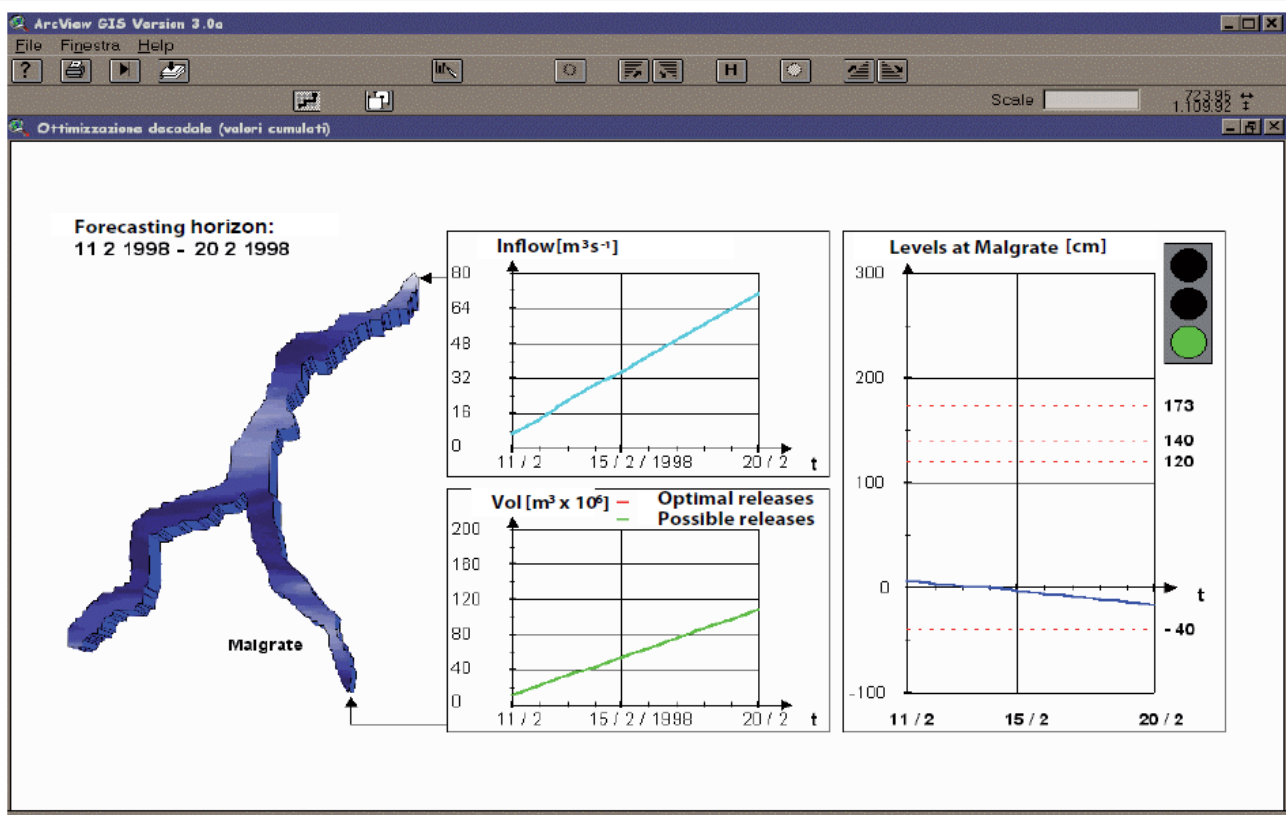 ArcView GIS Version 3.0a
File Finestra Help
?
H
Scale
723.95
1.109.92
Ottimizzazione decadale (valori cumulati)
Forecasting horizon:
11 2 1998 - 20 2 1998
Malgrate
Inflow[m³s⁻¹]
80
64
48
32
16
0
11 / 2 15 / 2 / 1998 20 / 2 t
Vol [m³ x 10⁶]
Optimal releases
Possible releases
200
160
120
80
40
0
11 / 2 15 / 2 / 1998 20 / 2 t
Levels at Malgrate [cm]
300
200
173
140
120
100
0
t
- 40
-100
11 / 2 15 / 2 20 / 2